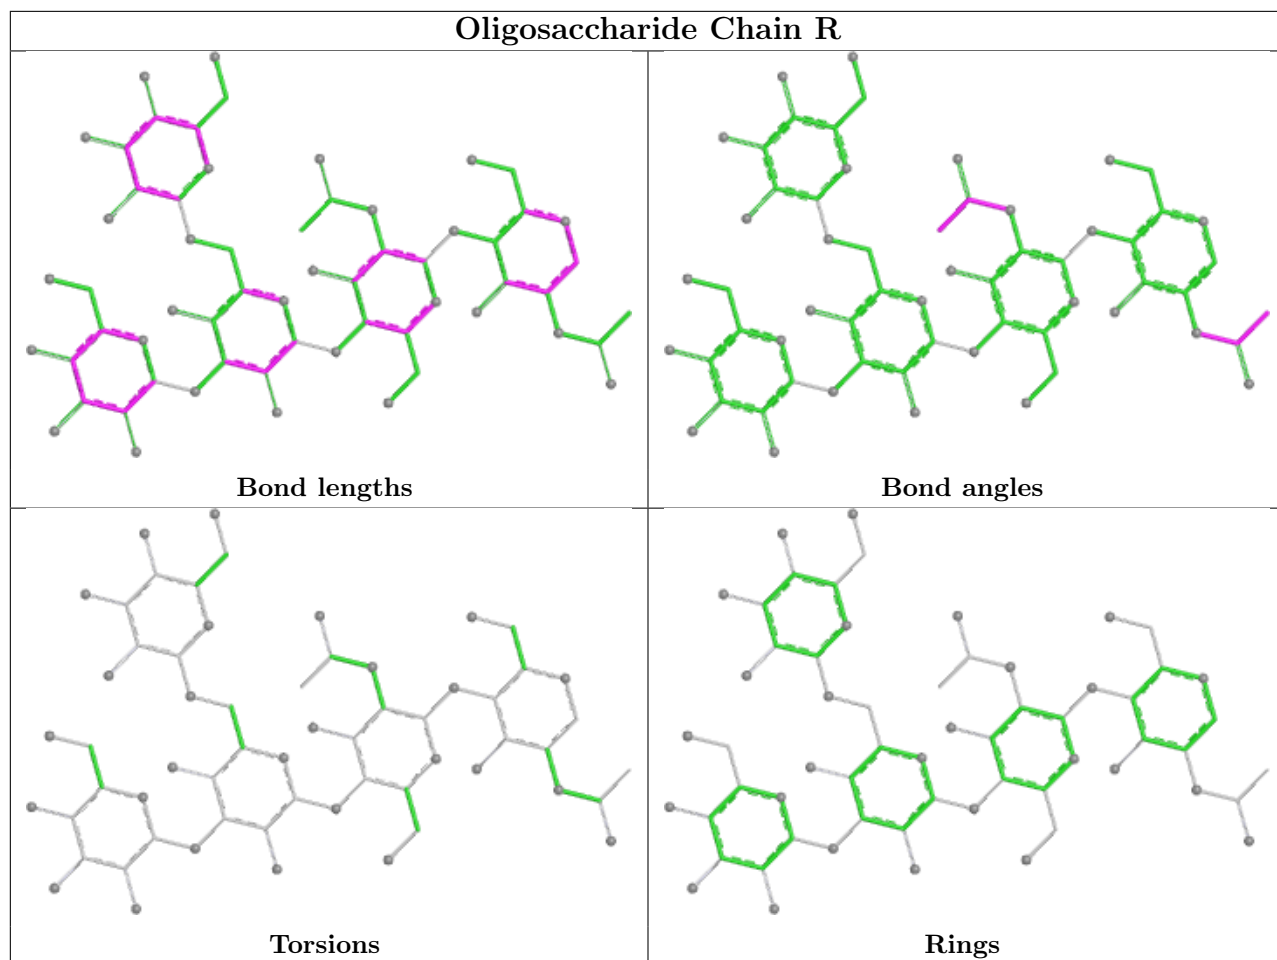 Oligosaccharide Chain R
Bond lengths
Bond angles
Torsions
Rings